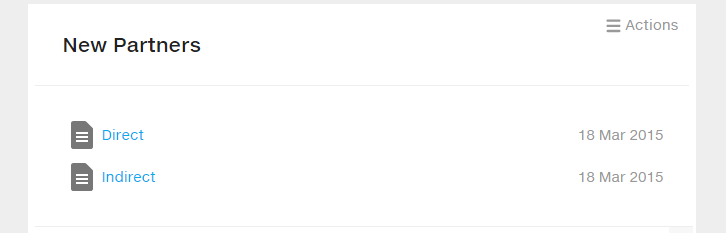 Actions
New Partners
Direct 18 Mar 2015
Indirect 18 Mar 2015